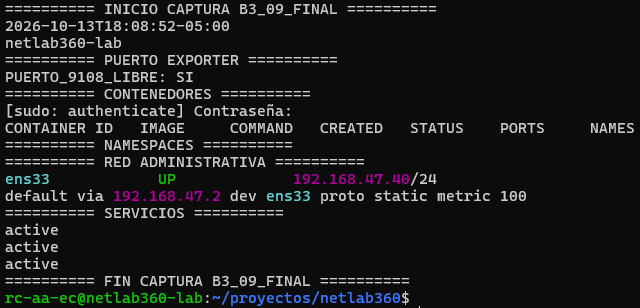 ========== INICIO CAPTURA B3_09_FINAL ==========
2026-10-13T18:08:52-05:00
netlab360-lab
========== PUERTO EXPORTER ==========
PUERTO_9108_LIBRE: SI
========== CONTENEDORES ==========
[sudo: authenticate] Contraseña:
CONTAINER ID   IMAGE     COMMAND   CREATED   STATUS    PORTS     NAMES
========== NAMESPACES ==========
========== RED ADMINISTRATIVA ==========
ens33            UP             192.168.47.40/24
default via 192.168.47.2 dev ens33 proto static metric 100
========== SERVICIOS ==========
active
active
active
========== FIN CAPTURA B3_09_FINAL ==========
rc-aa-ec@netlab360-lab:~/proyectos/netlab360$